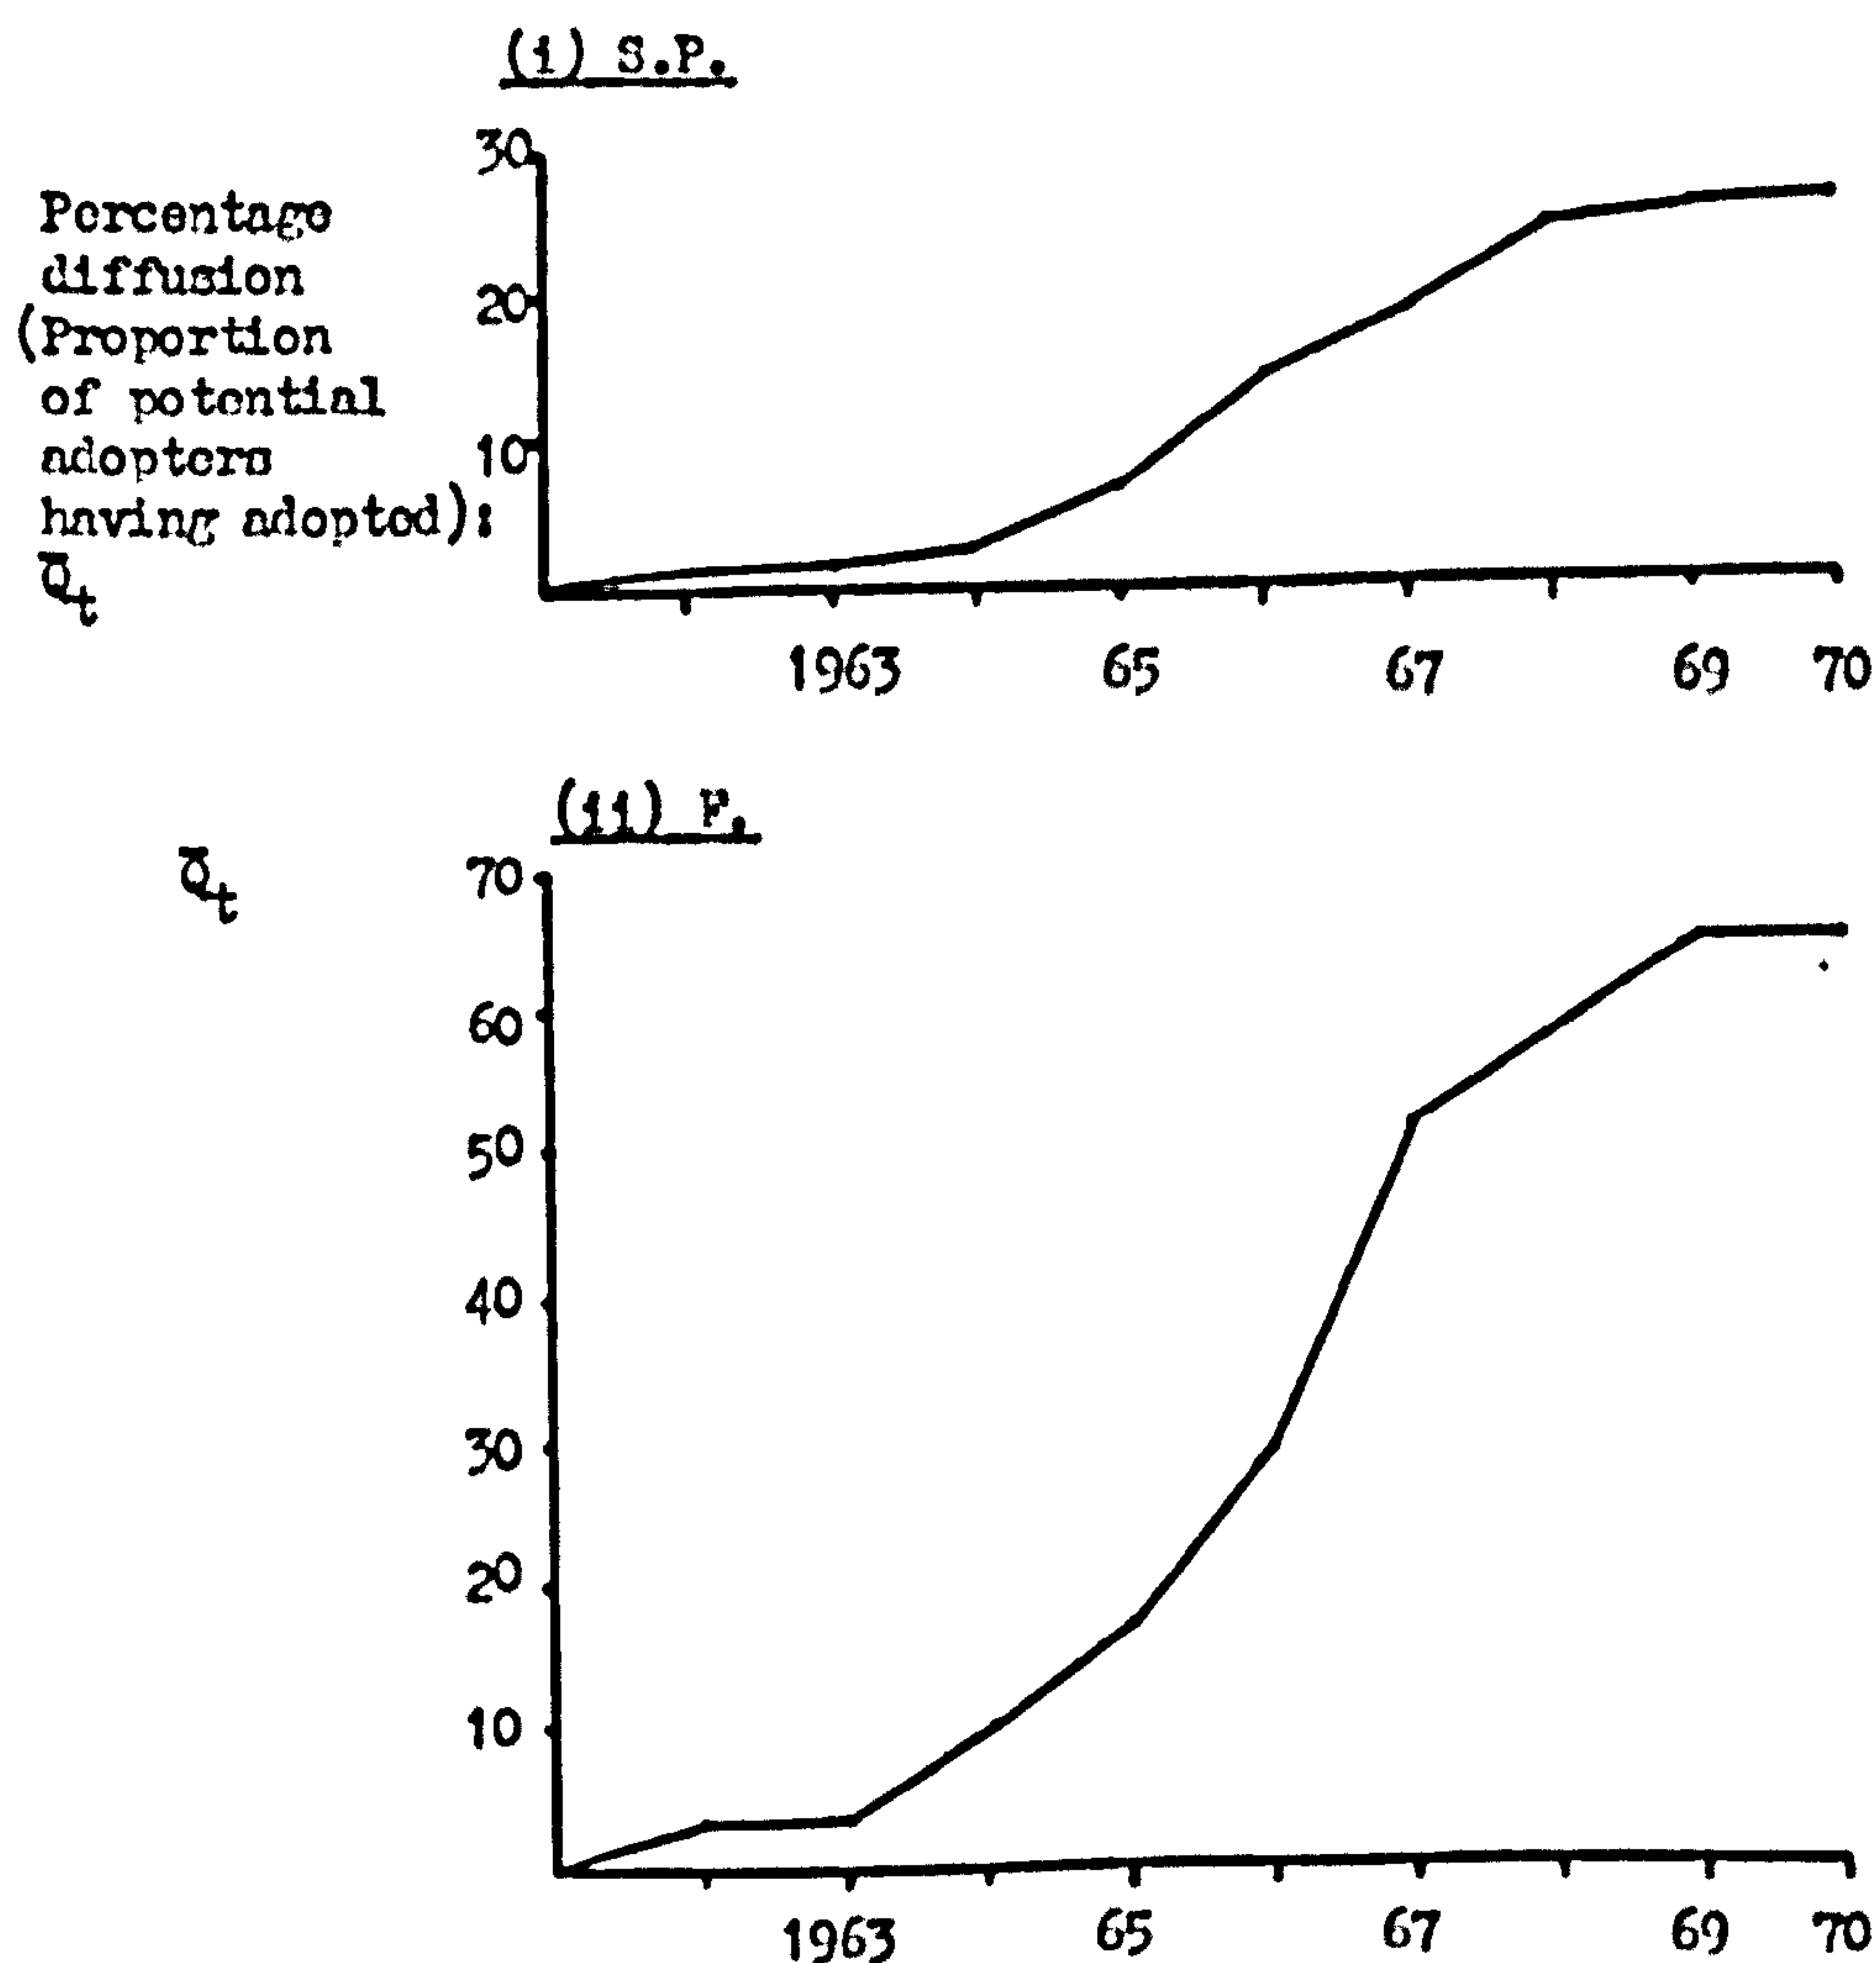 (i) S.P.
30
Percentage
diffusion
(Proportion
20
of potential
adopters
10
having adopted):
Q̄t
1963 65 67 69 70
(ii) P.
Q̄t
70
60
50
40
30
20
10
1963 65 67 69 70